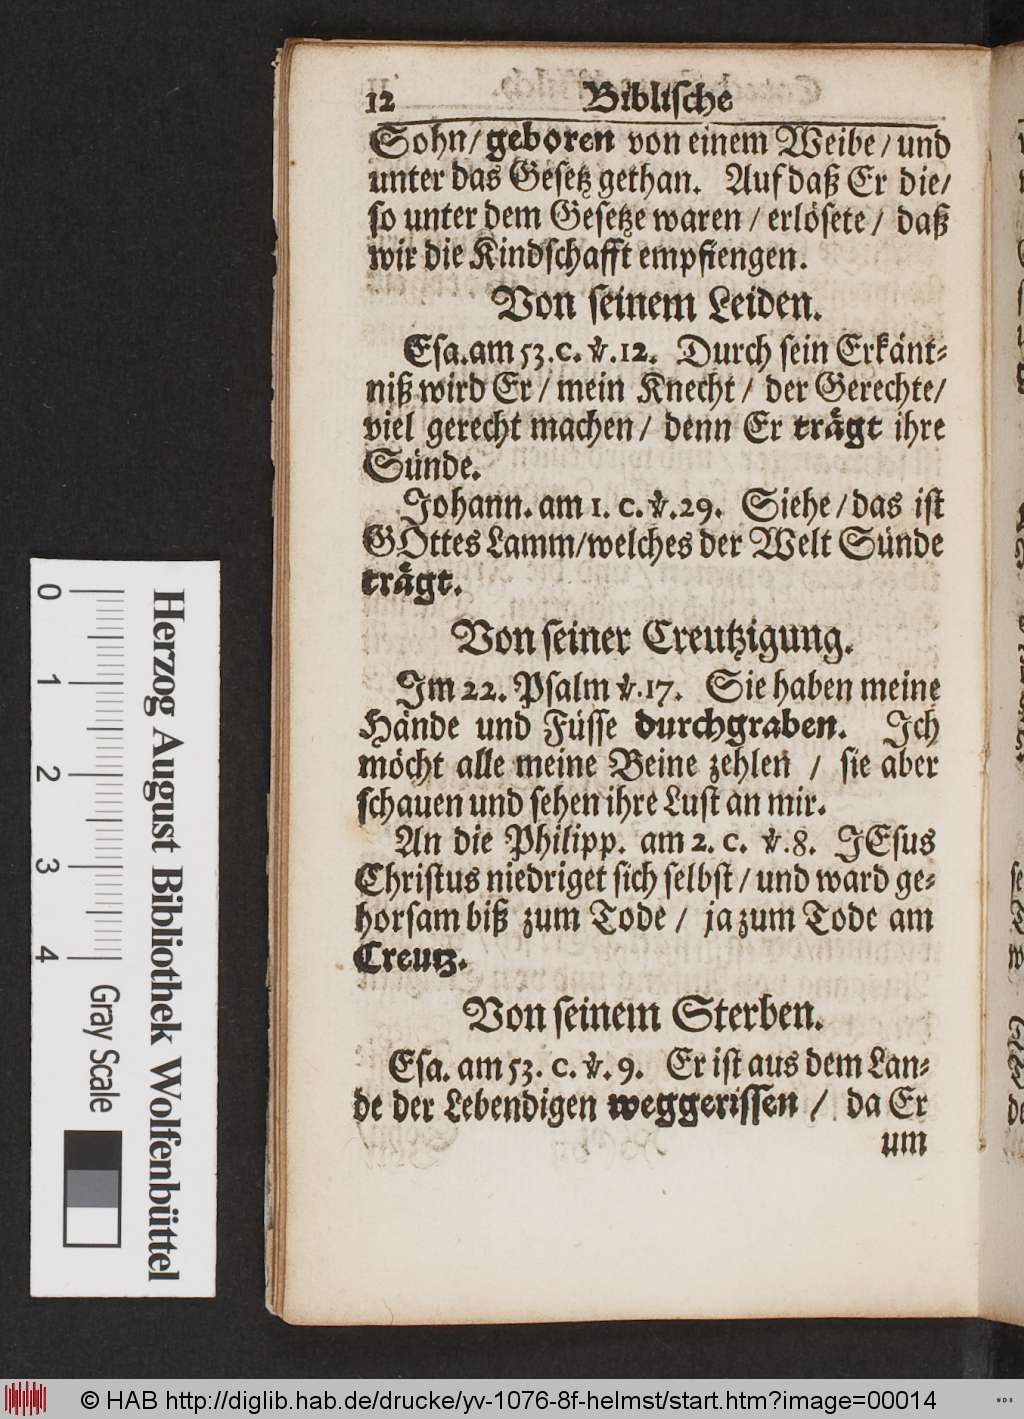 12 Biblische
Sohn/ geboren von einem Weibe/ und
unter das Gesetz gethan. Auf daß Er die/
so unter dem Gesetze waren/ erlösete/ daß
wir die Kindschafft empfiengen.
Von seinem Leiden.
Esa. am 53. c. v. 12. Durch sein Erkänt-
niß wird Er/ mein Knecht/ der Gerechte/
viel gerecht machen/ denn Er trägt ihre
Sünde.
Johann. am 1. c. v. 29. Siehe/ das ist
GOttes Lamm/ welches der Welt Sünde
trägt.
Von seiner Creutzigung.
Im 22. Psalm v. 17. Sie haben meine
Hände und Füsse durchgraben. Ich
möcht alle meine Beine zehlen / sie aber
schauen und sehen ihre Lust an mir.
An die Philipp. am 2. c. v. 8. JEsus
Christus niedriget sich selbst/ und ward ge-
horsam biß zum Tode/ ja zum Tode am
Creutz.
Von seinem Sterben.
Esa. am 53. c. v. 9. Er ist aus dem Lan-
de der Lebendigen weggerissen / da Er
um
0 1 2 3 4
Gray Scale
Herzog August Bibliothek Wolfenbüttel
© HAB http://diglib.hab.de/drucke/yv-1076-8f-helmst/start.htm?image=00014